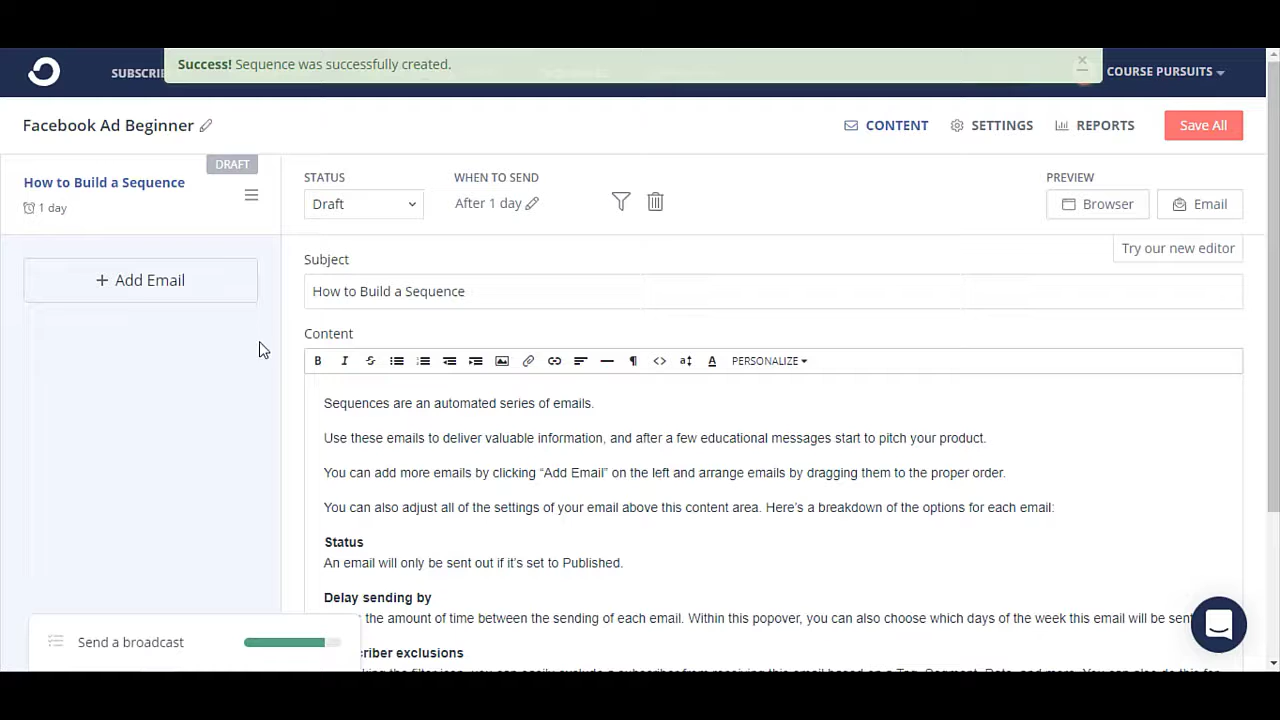 Success! Sequence was successfully created.
SUBSCRI
COURSE PURSUITS
Facebook Ad Beginner
CONTENT
SETTINGS
REPORTS
Save All
DRAFT
How to Build a Sequence
1 day
+ Add Email
STATUS
Draft
WHEN TO SEND
After 1 day
PREVIEW
Browser
Email
Try our new editor
Subject
How to Build a Sequence
Content
PERSONALIZE
Sequences are an automated series of emails.
Use these emails to deliver valuable information, and after a few educational messages start to pitch your product.
You can add more emails by clicking “Add Email” on the left and arrange emails by dragging them to the proper order.
You can also adjust all of the settings of your email above this content area. Here’s a breakdown of the options for each email:
Status
An email will only be sent out if it’s set to Published.
Delay sending by
the amount of time between the sending of each email. Within this popover, you can also choose which days of the week this email will be sent
criber exclusions
Send a broadcast